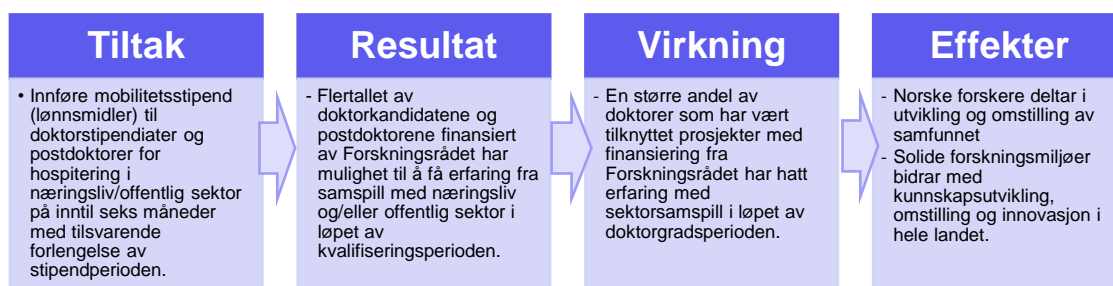 Tiltak
• Innføre mobilitetsstipend
(lønnsmidler) til
doktorstipendiater og
postdoktorer for
hospitering i
næringsliv/offentlig sektor
på inntil seks måneder
med tilsvarende
forlengelse av
stipendperioden.
Resultat
- Flertallet av
doktorkandidatene og
postdoktorene finansiert
av Forskningsrådet har
mulighet til å få erfaring fra
samspill med næringsliv
og/eller offentlig sektor i
løpet av
kvalifiseringsperioden.
Virkning
- En større andel av
doktorer som har vært
tilknyttet prosjekter med
finansiering fra
Forskningsrådet har hatt
erfaring med
sektorsamspill i løpet av
doktorgradsperioden.
Effekter
- Norske forskere deltar i
utvikling og omstilling av
samfunnet
- Solide forskningsmiljøer
bidrar med
kunnskapsutvikling,
omstilling og innovasjon i
hele landet.